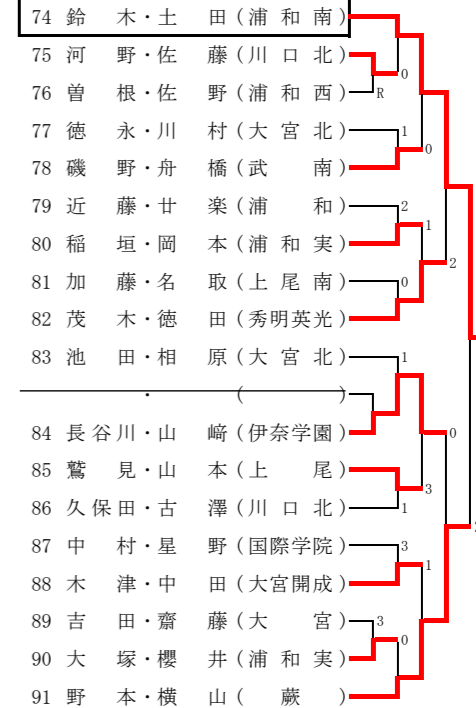 74 鈴 木・土 田 (浦 和 南)
75 河 野・佐 藤 (川 口 北) 0
76 曽 根・佐 野 (浦 和 西) R
77 徳 永・川 村 (大 宮 北) 1
0
78 磯 野・舟 橋 (武 南)
79 近 藤・廿 楽 (浦 和) 2
1
80 稲 垣・岡 本 (浦 和 実)
2
81 加 藤・名 取 (上 尾 南) 0
82 茂 木・徳 田 (秀明英光)
83 池 田・相 原 (大 宮 北) 1
・ ( )
84 長谷川・山 﨑 (伊奈学園) 0
85 鷲 見・山 本 (上 尾)
3
86 久保田・古 澤 (川 口 北) 1
87 中 村・星 野 (国際学院) 3
1
88 木 津・中 田 (大宮開成)
89 吉 田・齋 藤 (大 宮) 3
0
90 大 塚・櫻 井 (浦 和 実)
91 野 本・横 山 ( 蕨 )